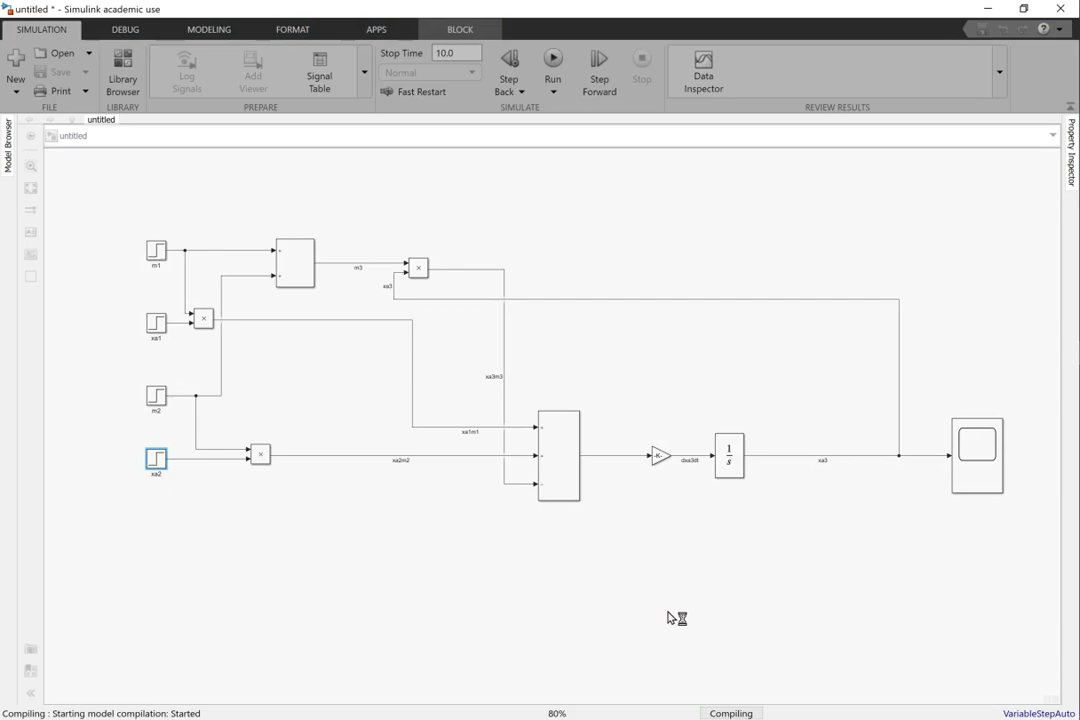 untitled * - Simulink academic use
SIMULATION DEBUG MODELING FORMAT APPS BLOCK
New
Open
Save
Print
FILE
Library Browser
LIBRARY
Log Signals
Add Viewer
Signal Table
PREPARE
Stop Time 10.0
Normal
Fast Restart
Step Back
Run
Step Forward
Stop
SIMULATE
Data Inspector
REVIEW RESULTS
Model Browser
untitled
untitled
Property Inspector
m1
m3
xa3
xa1
xa3m3
m2
xa1m1
xa2
xa2m2
-K-
dxa3dt
1
s
xa3
Compiling : Starting model compilation: Started
80%
Compiling
VariableStepAuto